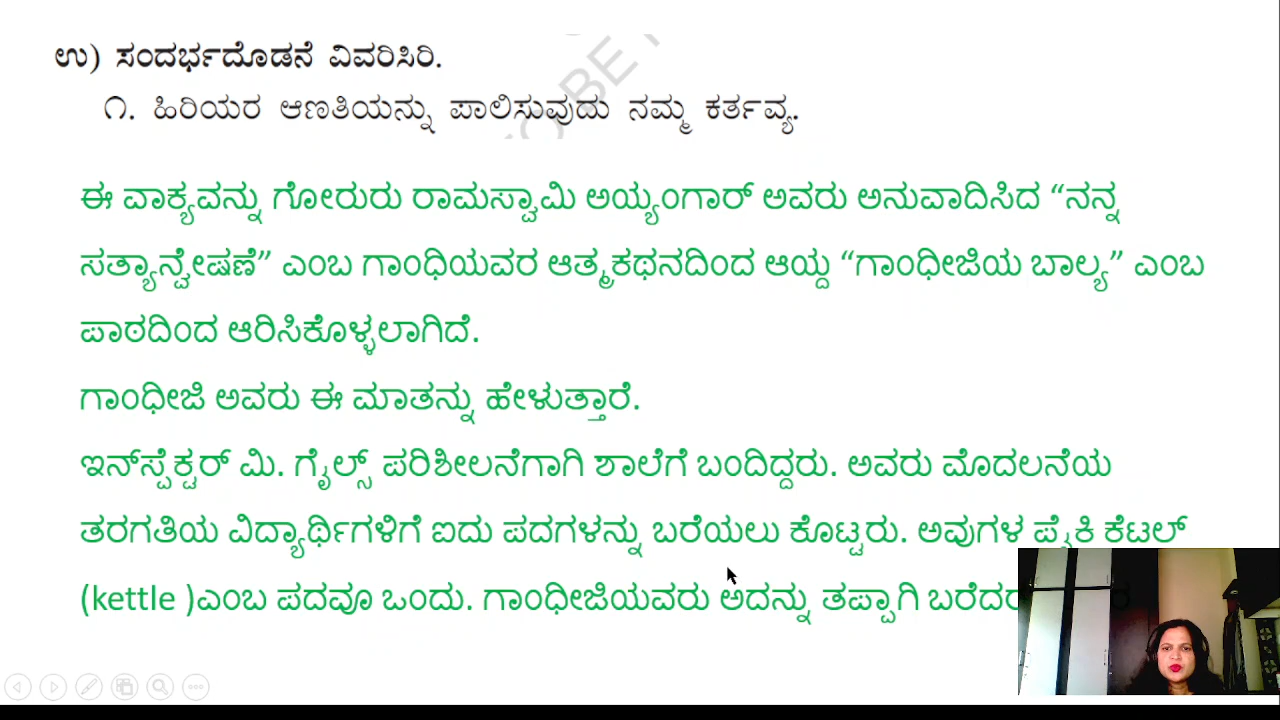 ಉ) ಸಂದರ್ಭದೊಡನೆ ವಿವರಿಸಿರಿ.
೧. ಹಿರಿಯರ ಆಣತಿಯನ್ನು ಪಾಲಿಸುವುದು ನಮ್ಮ ಕರ್ತವ್ಯ.
ಈ ವಾಕ್ಯವನ್ನು ಗೋರುರು ರಾಮಸ್ವಾಮಿ ಅಯ್ಯಂಗಾರ್ ಅವರು ಅನುವಾದಿಸಿದ “ನನ್ನ
ಸತ್ಯಾನ್ವೇಷಣೆ” ಎಂಬ ಗಾಂಧಿಯವರ ಆತ್ಮಕಥನದಿಂದ ಆಯ್ದ “ಗಾಂಧೀಜಿಯ ಬಾಲ್ಯ” ಎಂಬ
ಪಾಠದಿಂದ ಆರಿಸಿಕೊಳ್ಳಲಾಗಿದೆ.
ಗಾಂಧೀಜಿ ಅವರು ಈ ಮಾತನ್ನು ಹೇಳುತ್ತಾರೆ.
ಇನ್‌ಸ್ಪೆಕ್ಟರ್ ಮಿ. ಗೈಲ್ಸ್ ಪರಿಶೀಲನೆಗಾಗಿ ಶಾಲೆಗೆ ಬಂದಿದ್ದರು. ಅವರು ಮೊದಲನೆಯ
ತರಗತಿಯ ವಿದ್ಯಾರ್ಥಿಗಳಿಗೆ ಐದು ಪದಗಳನ್ನು ಬರೆಯಲು ಕೊಟ್ಟರು. ಅವುಗಳ ಪೈಕಿ ಕೆಟಲ್
(kettle )ಎಂಬ ಪದವೂ ಒಂದು. ಗಾಂಧೀಜಿಯವರು ಅದನ್ನು ತಪ್ಪಾಗಿ